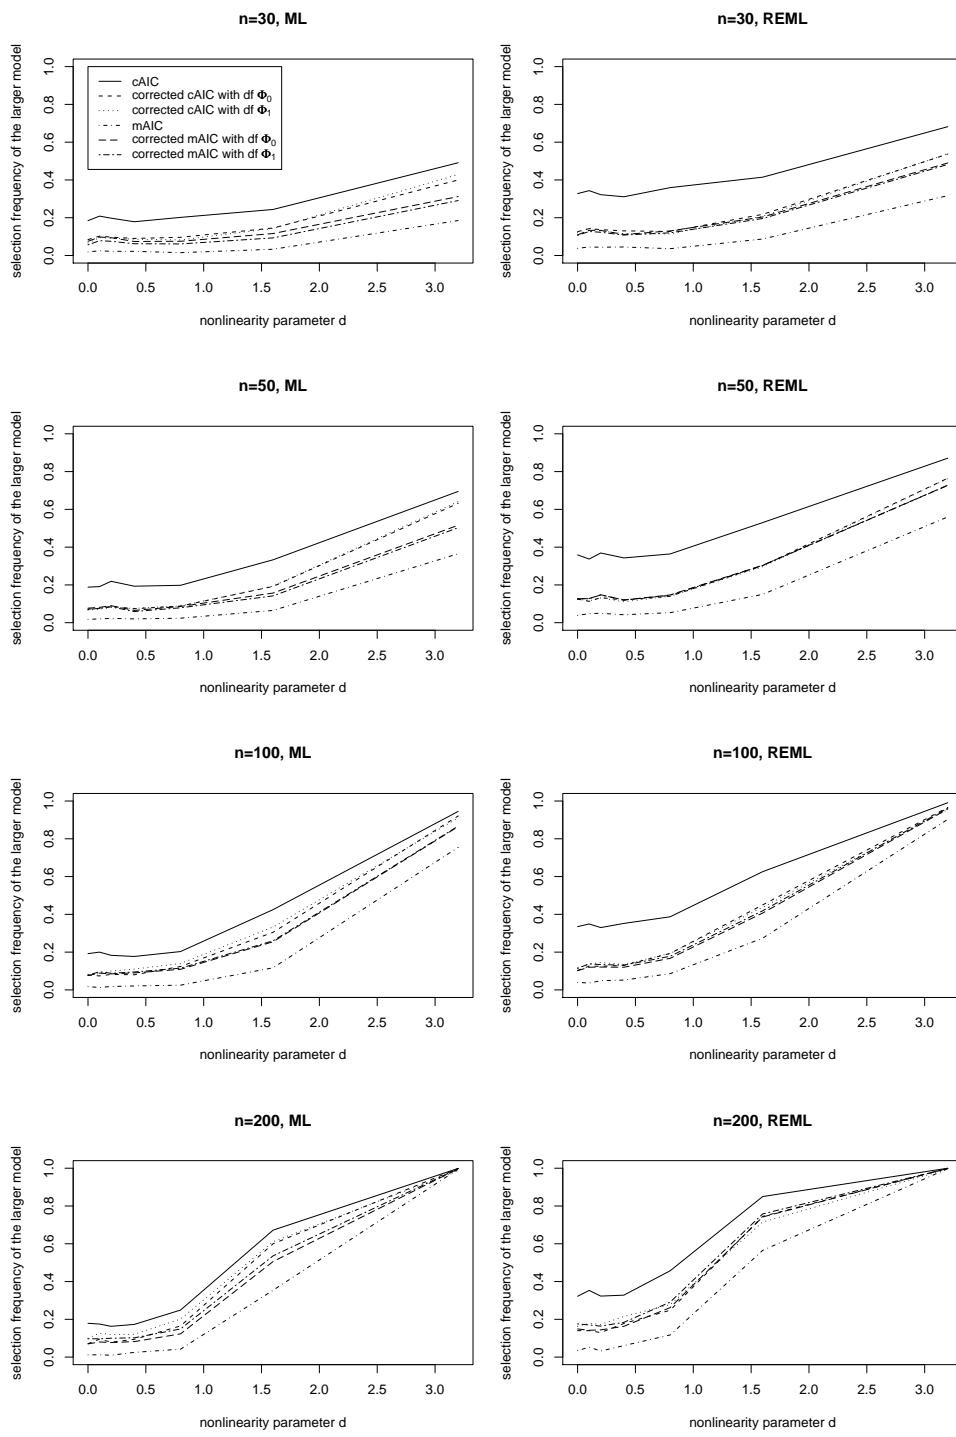 n=30, ML
selection frequency of the larger model
0.0 0.2 0.4 0.6 0.8 1.0
cAIC
corrected cAIC with df Φ0
corrected cAIC with df Φ1
mAIC
corrected mAIC with df Φ0
corrected mAIC with df Φ1
0.0 0.5 1.0 1.5 2.0 2.5 3.0
nonlinearity parameter d
n=30, REML
selection frequency of the larger model
0.0 0.2 0.4 0.6 0.8 1.0
0.0 0.5 1.0 1.5 2.0 2.5 3.0
nonlinearity parameter d
n=50, ML
selection frequency of the larger model
0.0 0.2 0.4 0.6 0.8 1.0
0.0 0.5 1.0 1.5 2.0 2.5 3.0
nonlinearity parameter d
n=50, REML
selection frequency of the larger model
0.0 0.2 0.4 0.6 0.8 1.0
0.0 0.5 1.0 1.5 2.0 2.5 3.0
nonlinearity parameter d
n=100, ML
selection frequency of the larger model
0.0 0.2 0.4 0.6 0.8 1.0
0.0 0.5 1.0 1.5 2.0 2.5 3.0
nonlinearity parameter d
n=100, REML
selection frequency of the larger model
0.0 0.2 0.4 0.6 0.8 1.0
0.0 0.5 1.0 1.5 2.0 2.5 3.0
nonlinearity parameter d
n=200, ML
selection frequency of the larger model
0.0 0.2 0.4 0.6 0.8 1.0
0.0 0.5 1.0 1.5 2.0 2.5 3.0
nonlinearity parameter d
n=200, REML
selection frequency of the larger model
0.0 0.2 0.4 0.6 0.8 1.0
0.0 0.5 1.0 1.5 2.0 2.5 3.0
nonlinearity parameter d